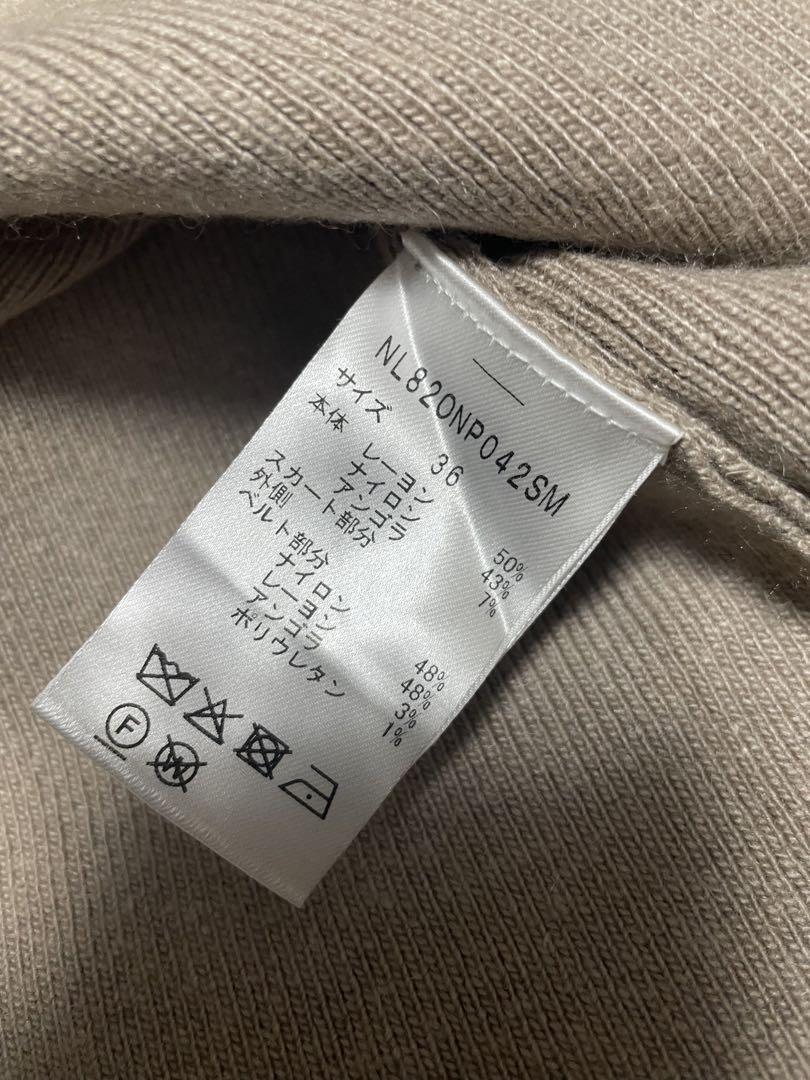 NL820NP042SM
サイズ 36
本体
レーヨン 50%
ナイロン 43%
アンゴラ 7%
スカート部分
外側
ベルト部分
ナイロン 48%
レーヨン 48%
アンゴラ 3%
ポリウレタン 1%
F W